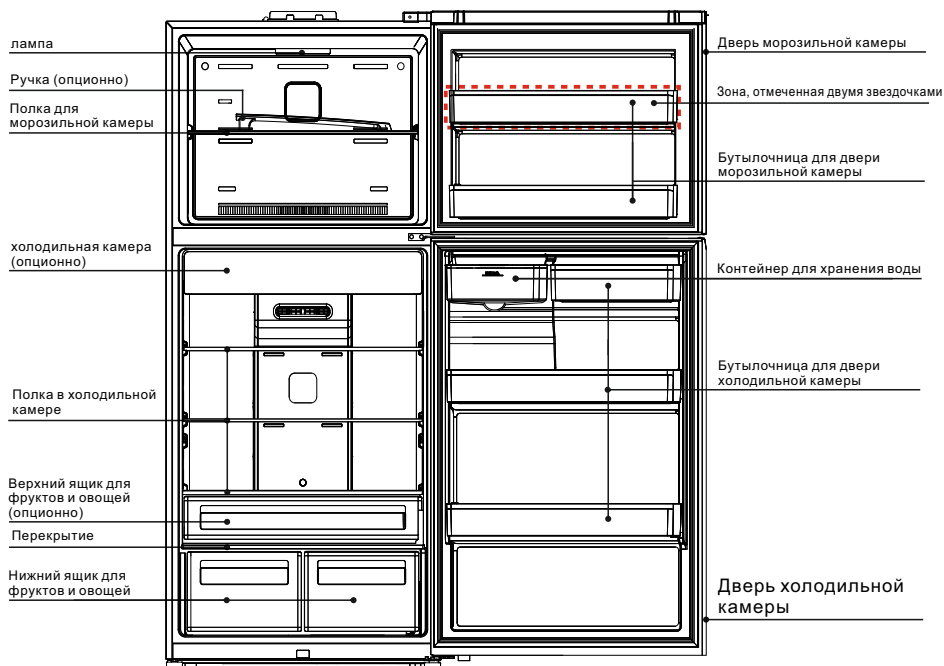 лампа
Ручка (опционно)
Полка для
морозильной камеры
холодильная камера
(опционно)
Полка в холодильной
камере
Верхний ящик для
фруктов и овощей
(опционно)
Перекрытие
Нижний ящик для
фруктов и овощей
Дверь морозильной камеры
Зона, отмеченная двумя звездочками
Бутылочница для двери
морозильной камеры
Контейнер для хранения воды
Бутылочница для двери
холодильной камеры
Дверь холодильной
камеры